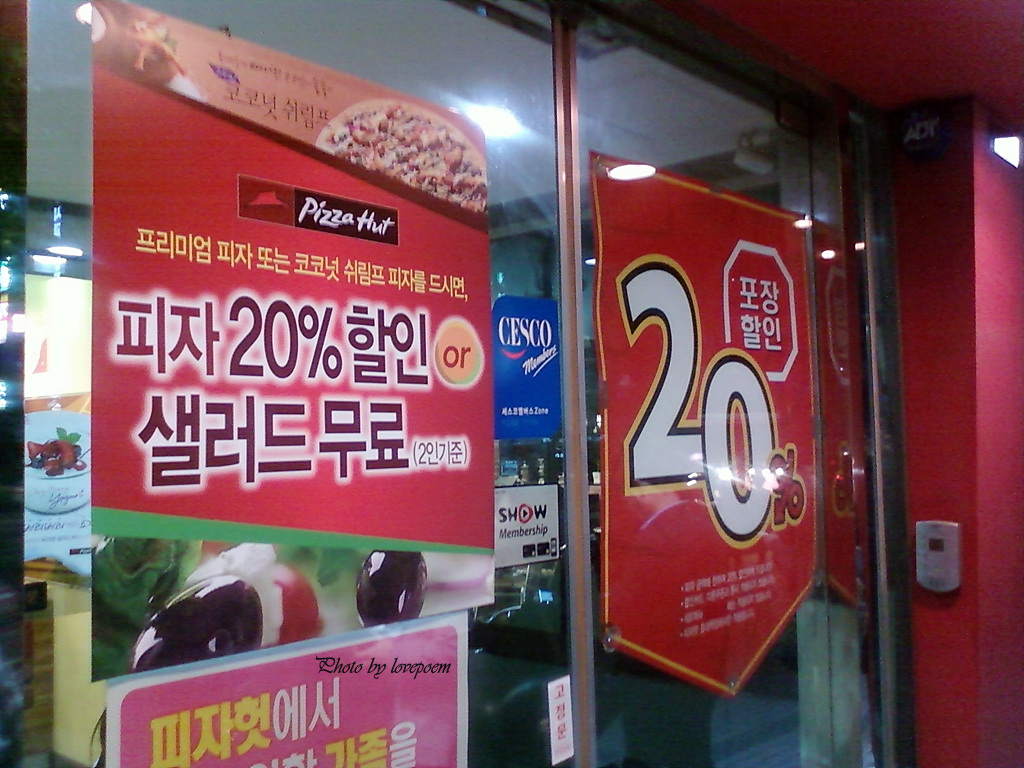 코코넛 쉬림프
Pizza Hut
프리미엄 피자 또는 코코넛 쉬림프 피자를 드시면,
피자 20% 할인 or
샐러드 무료 (2인기준)
피자헛에서
가족을
CESCO
Members
세스코멤버스Zone
SHOW
Membership
고정문
포장
할인
20%
ADT
Photo by lovepoem